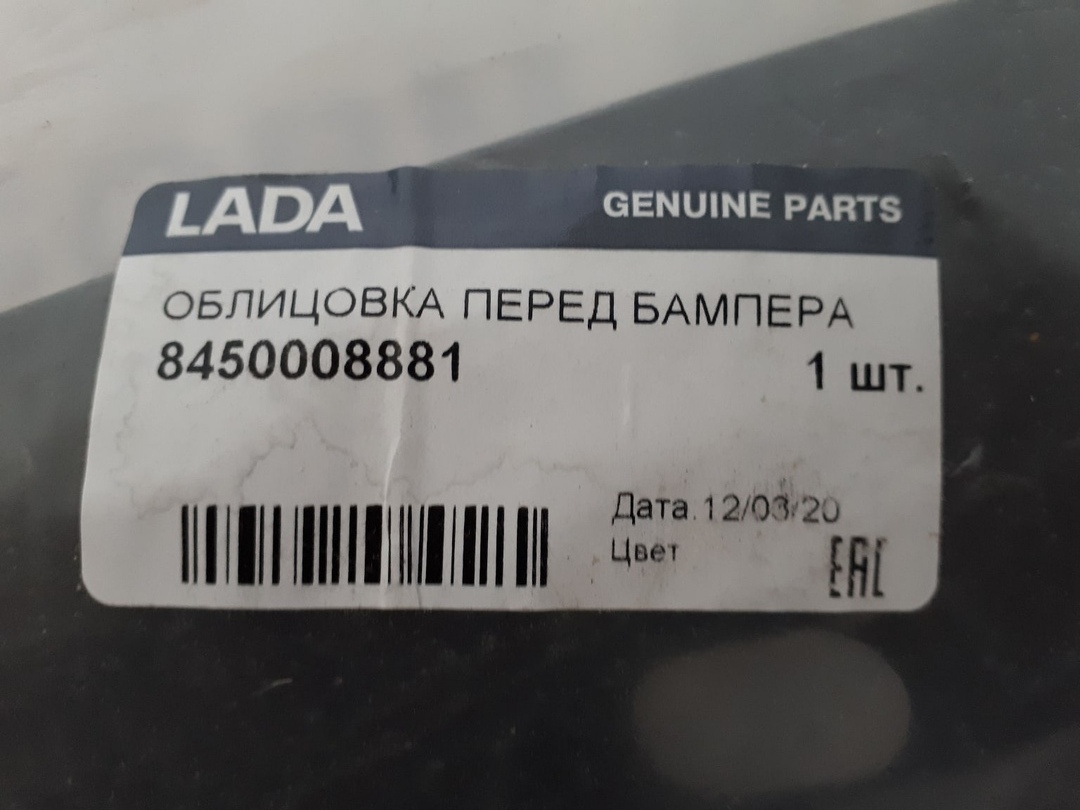 LADA GENUINE PARTS
ОБЛИЦОВКА ПЕРЕД БАМПЕРА
8450008881 1 шт.
Дата.12/03/20
Цвет
EAC